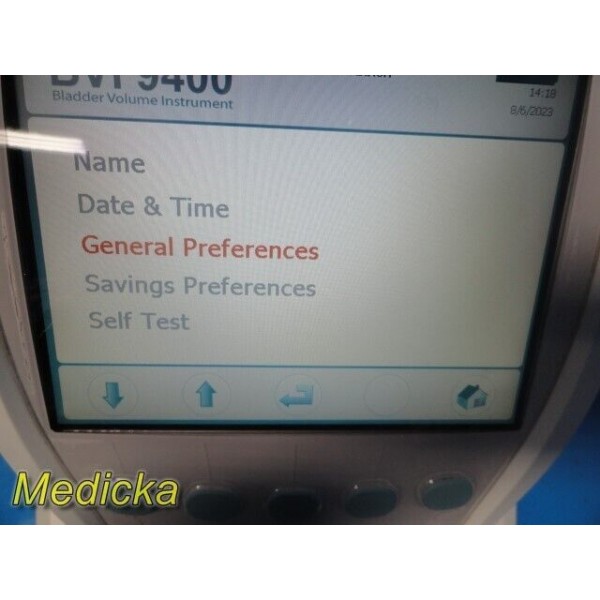 BVI 9400
Bladder Volume Instrument
14:18
8/6/2023
Name
Date & Time
General Preferences
Savings Preferences
Self Test
Medicka